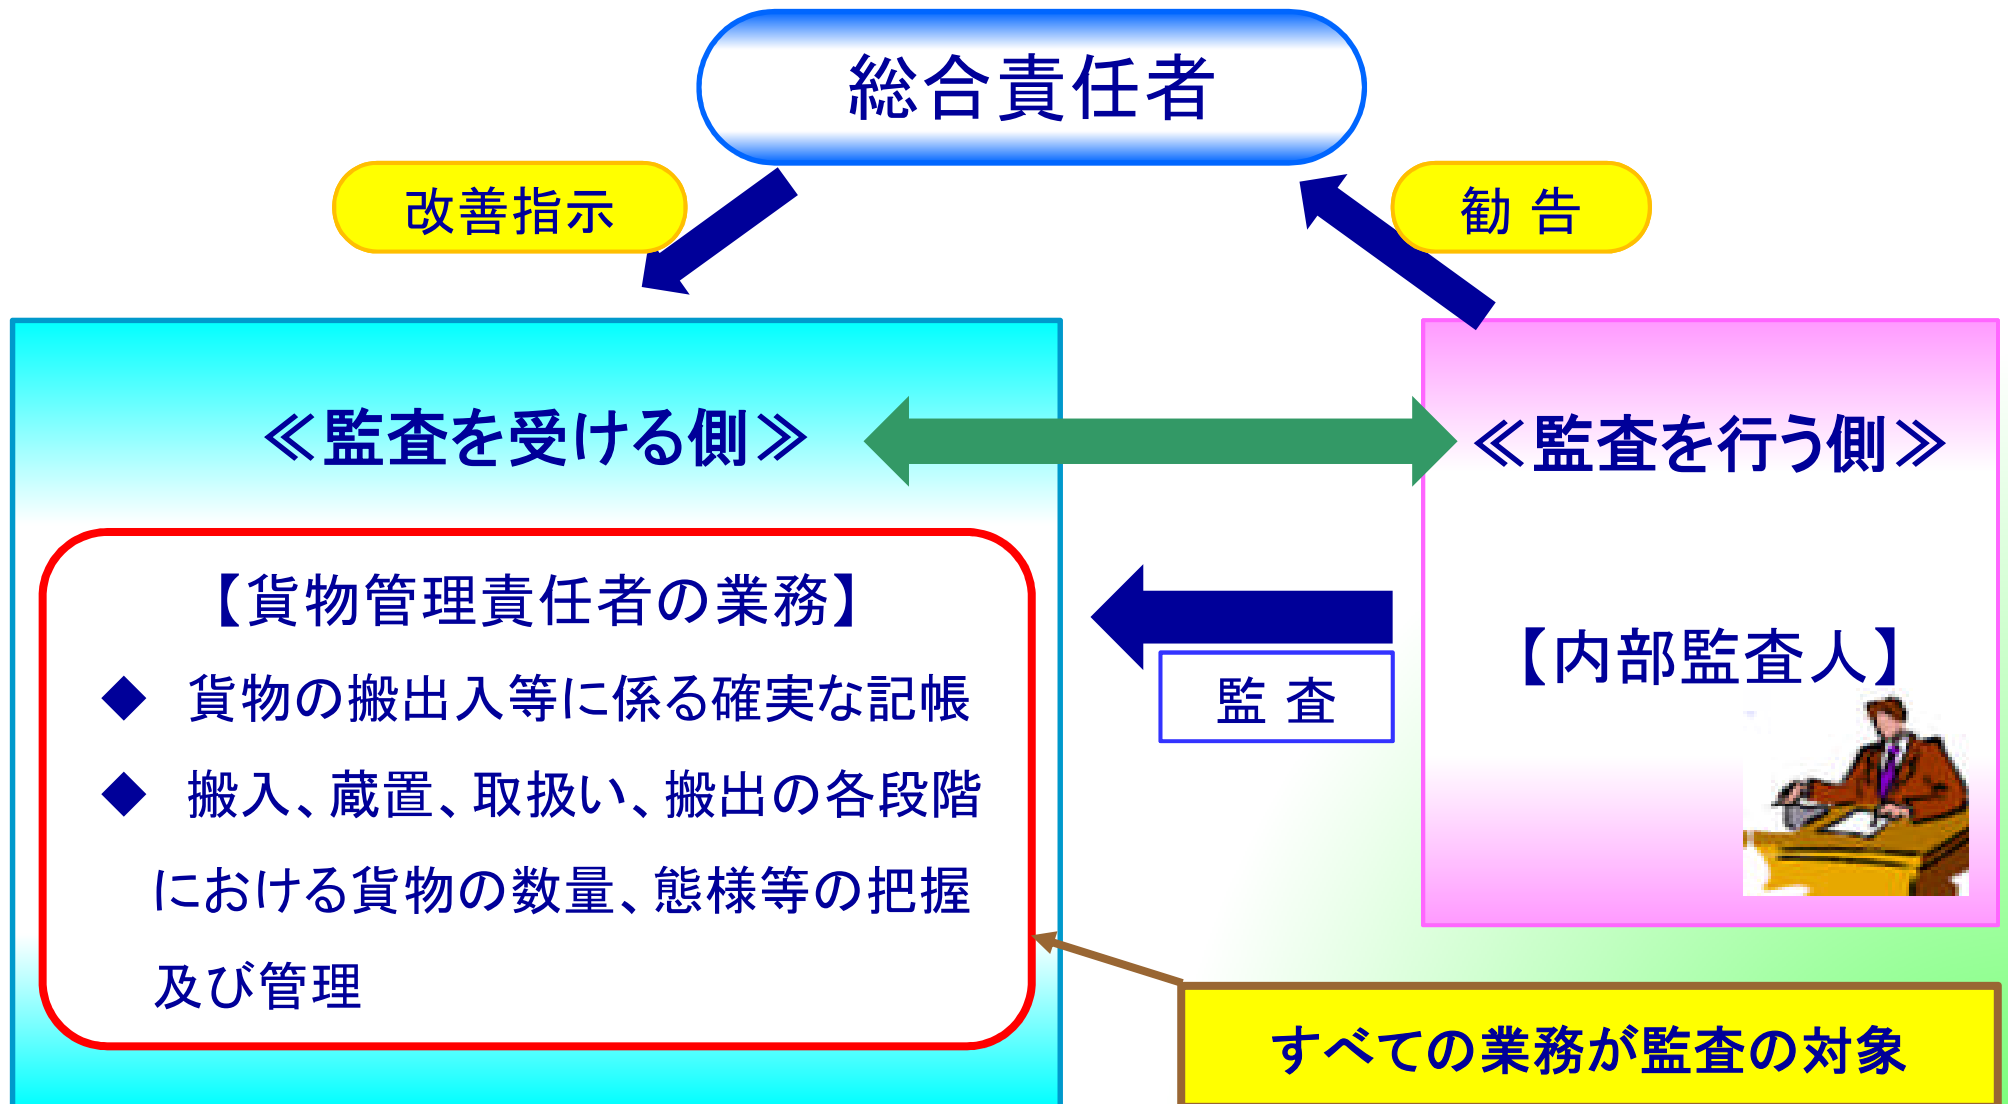 総合責任者
改善指示
勧 告
≪監査を受ける側≫
≪監査を行う側≫
【貨物管理責任者の業務】
◆ 貨物の搬出入等に係る確実な記帳
◆ 搬入、蔵置、取扱い、搬出の各段階
における貨物の数量、態様等の把握
及び管理
監 査
【内部監査人】
すべての業務が監査の対象